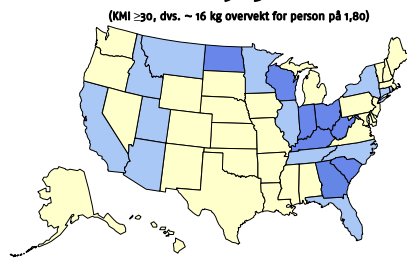 (KMI ≥30, dvs. ~ 16 kg overvekt for person på 1,80)